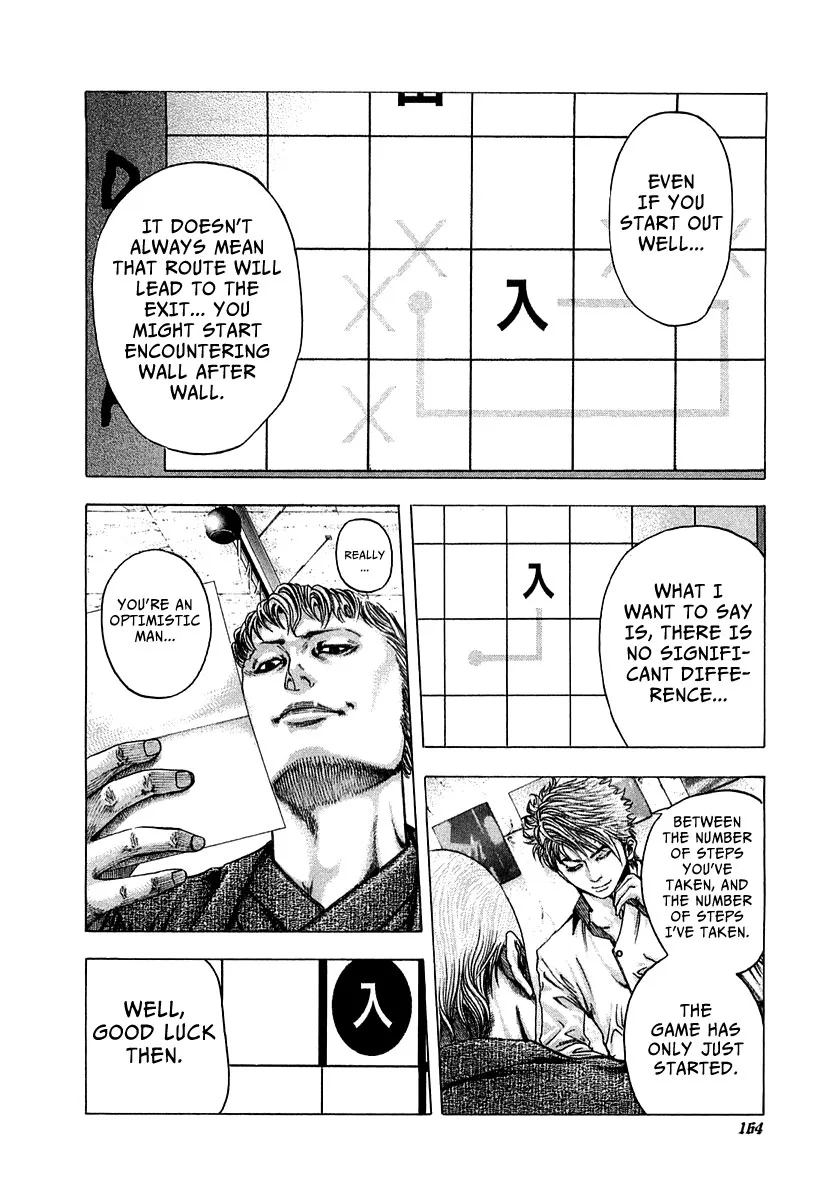 EVEN
IF YOU
START OUT
WELL...
IT DOESN'T
ALWAYS MEAN
THAT ROUTE WILL
LEAD TO THE
EXIT... YOU
MIGHT START
ENCOUNTERING
WALL AFTER
WALL.
入
WHAT I
WANT TO SAY
IS, THERE IS
NO SIGNIFI-
CANT DIFFE-
RENCE...
入
REALLY
...
YOU'RE AN
OPTIMISTIC
MAN...
BETWEEN
THE NUMBER
OF STEPS
YOU'VE
TAKEN, AND
THE NUMBER
OF STEPS
I'VE TAKEN.
THE
GAME HAS
ONLY JUST
STARTED.
WELL,
GOOD LUCK
THEN.
入